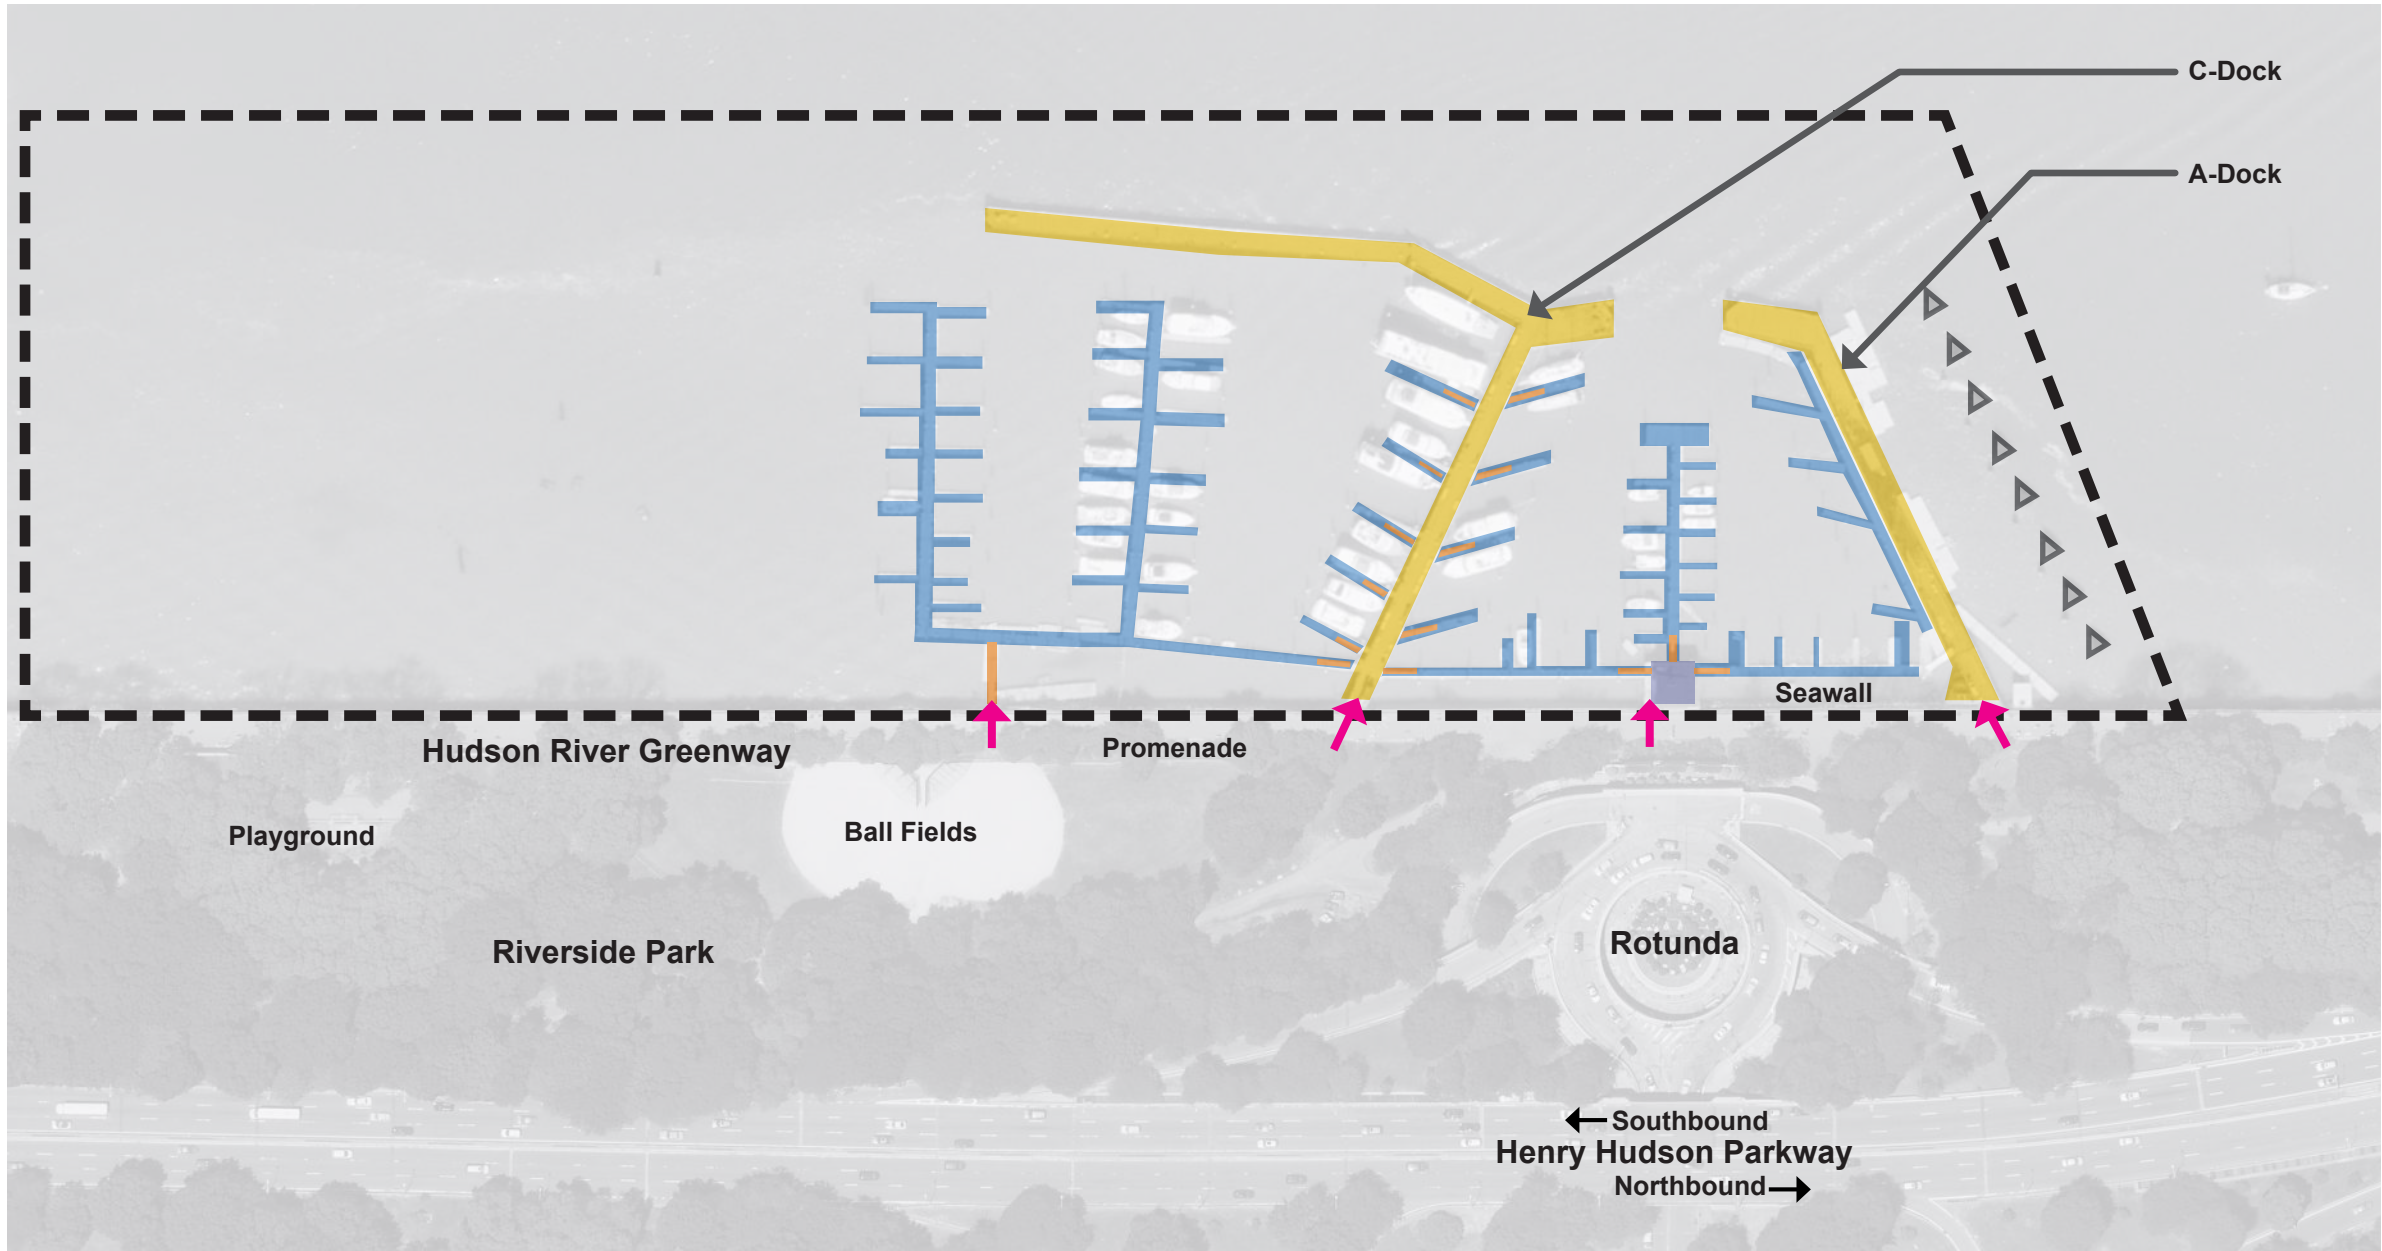 C-Dock
A-Dock
Seawall
Hudson River Greenway
Promenade
Playground
Ball Fields
Riverside Park
Rotunda
Southbound
Henry Hudson Parkway
Northbound